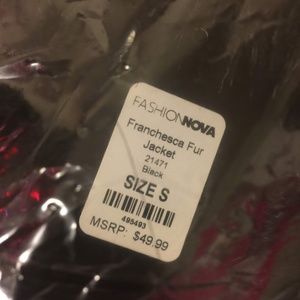 FASHIONNOVA
Franchesca Fur
Jacket
21471
Black
SIZE S
495493
MSRP: $49.99